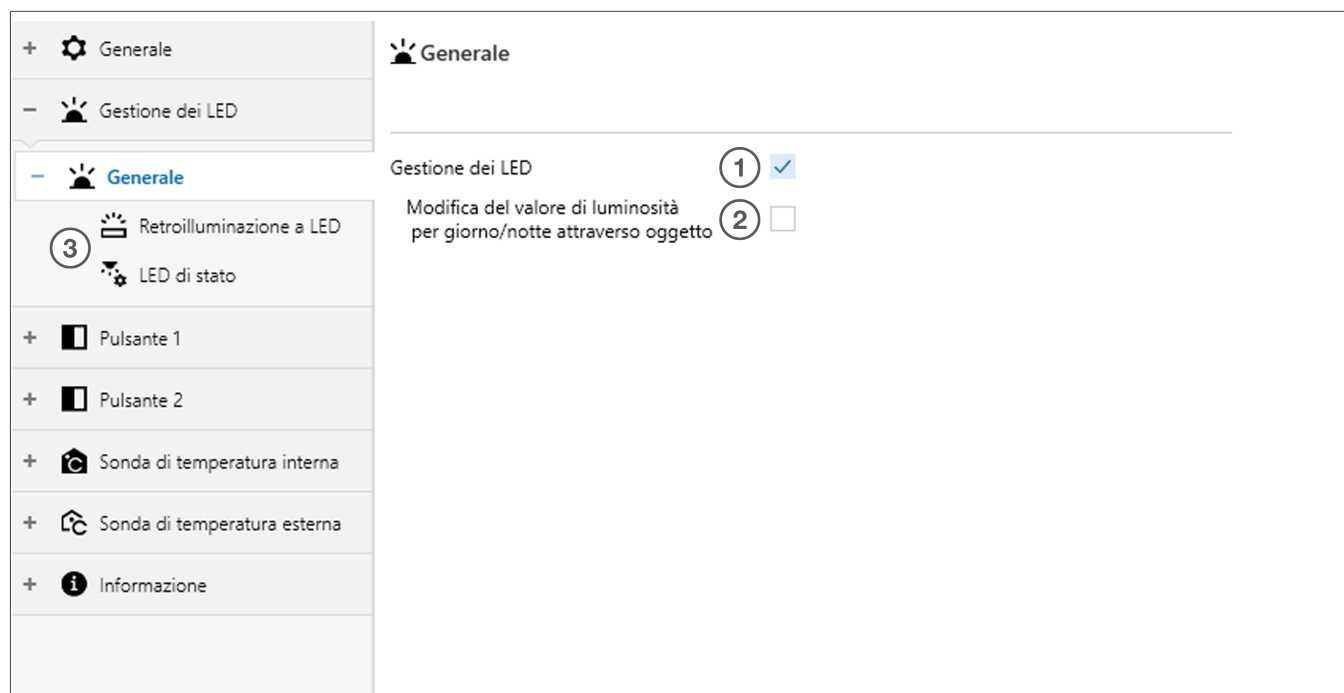 Generale
Gestione dei LED
Generale
Retroilluminazione a LED
3
LED di stato
Pulsante 1
Pulsante 2
Sonda di temperatura interna
Sonda di temperatura esterna
Informazione
Generale
Gestione dei LED 1
Modifica del valore di luminosità
per giorno/notte attraverso oggetto 2